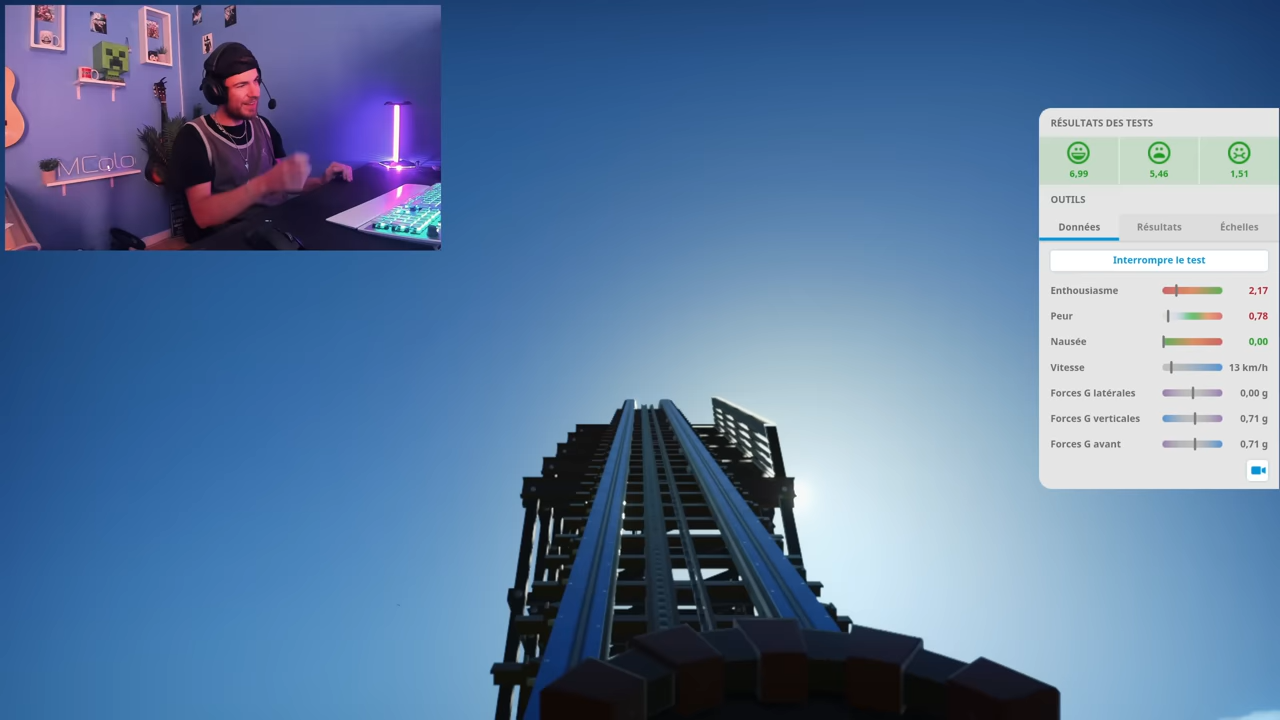 MColo
RÉSULTATS DES TESTS
6,99 5,46 1,51
OUTILS
Données Résultats Échelles
Interrompre le test
Enthousiasme 2,17
Peur 0,78
Nausée 0,00
Vitesse 13 km/h
Forces G latérales 0,00 g
Forces G verticales 0,71 g
Forces G avant 0,71 g